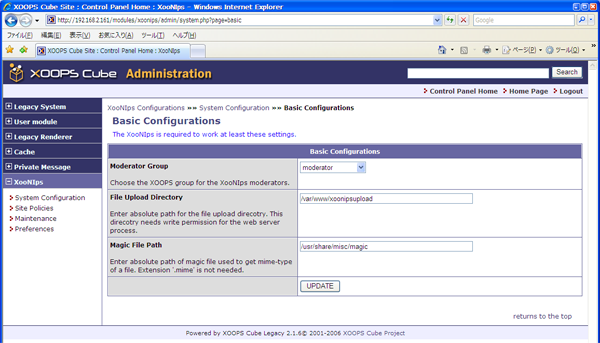 XOOPS Cube Site : Control Panel Home : XooNIps - Windows Internet Explorer
http://192.168.2.161/modules/xoonips/admin/system.php?page=basic
Google
ファイル(F) 編集(E) 表示(V) お気に入り(A) ツール(T) ヘルプ(H)
XOOPS Cube Site : Control Panel Home : XooNIps
ページ(P) ツール(O)
XOOPS Cube Administration
Search
Control Panel Home Home Page Logout
Legacy System
User module
Legacy Renderer
Cache
Private Message
XooNIps
System Configuration
Site Policies
Maintenance
Preferences
XooNIps Configurations »» System Configuration »» Basic Configurations
Basic Configurations
The XooNIps is required to work at least these settings.
Basic Configurations
Moderator Group
Choose the XOOPS group for the XooNIps moderators.
moderator
File Upload Directory
Enter absolute path for the file upload direcotry. This
direcotry needs write permission for the web server
process.
/var/www/xoonipsupload
Magic File Path
Enter absolute path of magic file used to get mime-type
of a file. Extension '.mime' is not needed.
/usr/share/misc/magic
UPDATE
returns to the top
Powered by XOOPS Cube Legacy 2.1.6© 2001-2006 XOOPS Cube Project